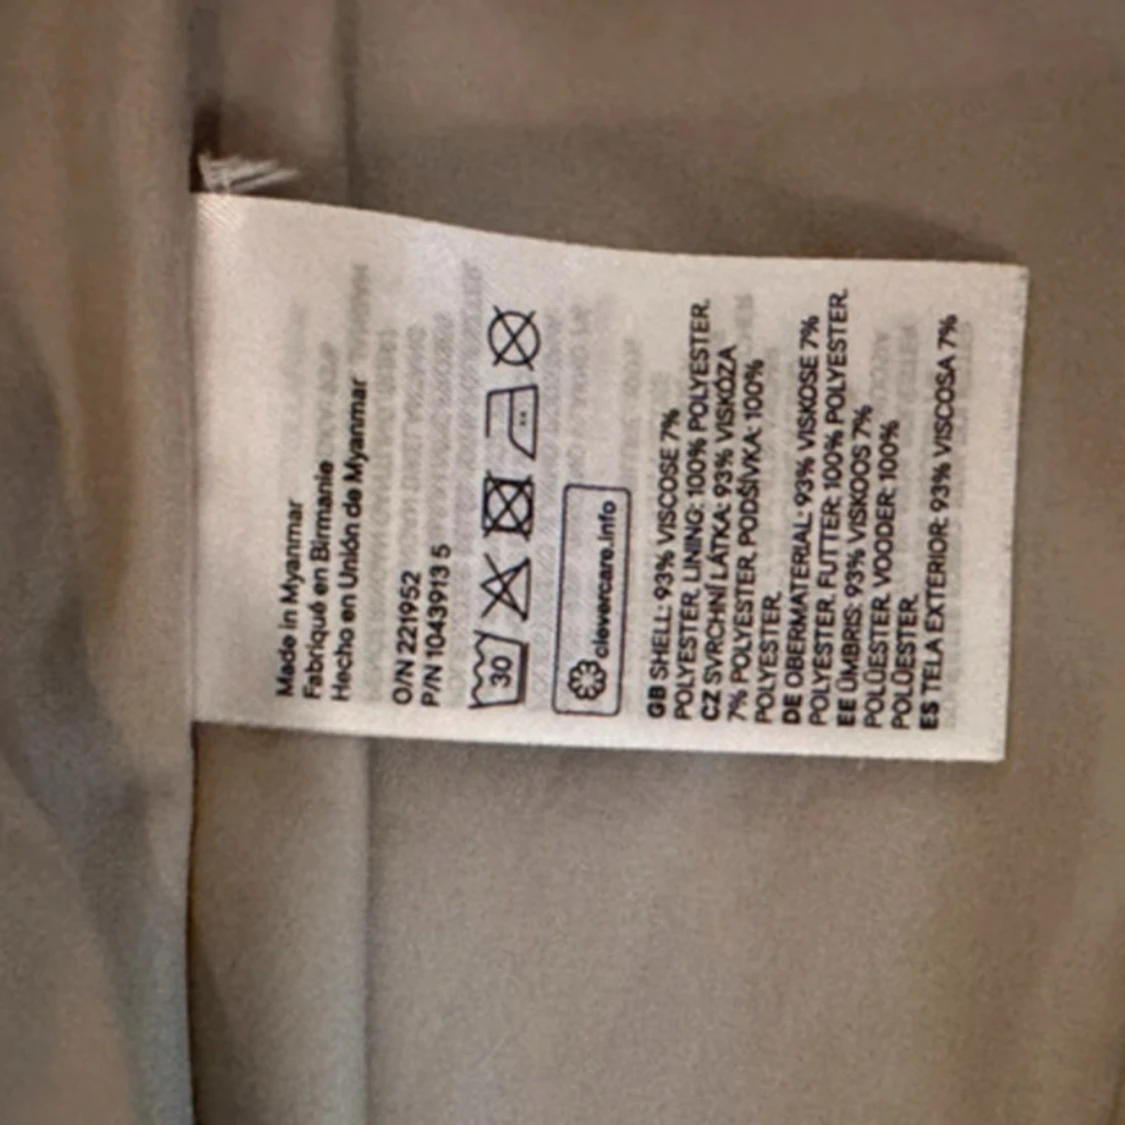 Made in Myanmar
Fabriqué en Birmanie
Hecho en Unión de Myanmar
O/N 2221952
P/N 1043913 5
30
clevercare.info
GB SHELL: 93% VISCOSE 7%
POLYESTER. LINING: 100% POLYESTER.
CZ SVRCHNÍ LÁTKA: 93% VISKÓZA
7% POLYESTER. PODŠÍVKA: 100%
POLYESTER.
DE OBERMATERIAL: 93% VISKOSE 7%
POLYESTER. FUTTER: 100% POLYESTER.
EE ÜMBRIS: 93% VISKOOS 7%
POLÜESTER. VOODER: 100%
POLÜESTER.
ES TELA EXTERIOR: 93% VISCOSA 7%